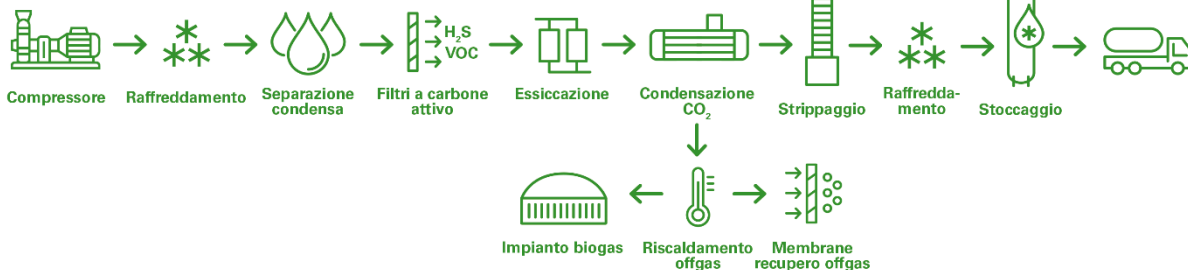 H₂S
VOC
Compressore
Raffreddamento
Separazione
condensa
Filtri a carbone
attivo
Essiccazione
Condensazione
CO₂
Strippaggio
Raffredda-
mento
Stoccaggio
Impianto biogas
Riscaldamento
offgas
Membrane
recupero offgas